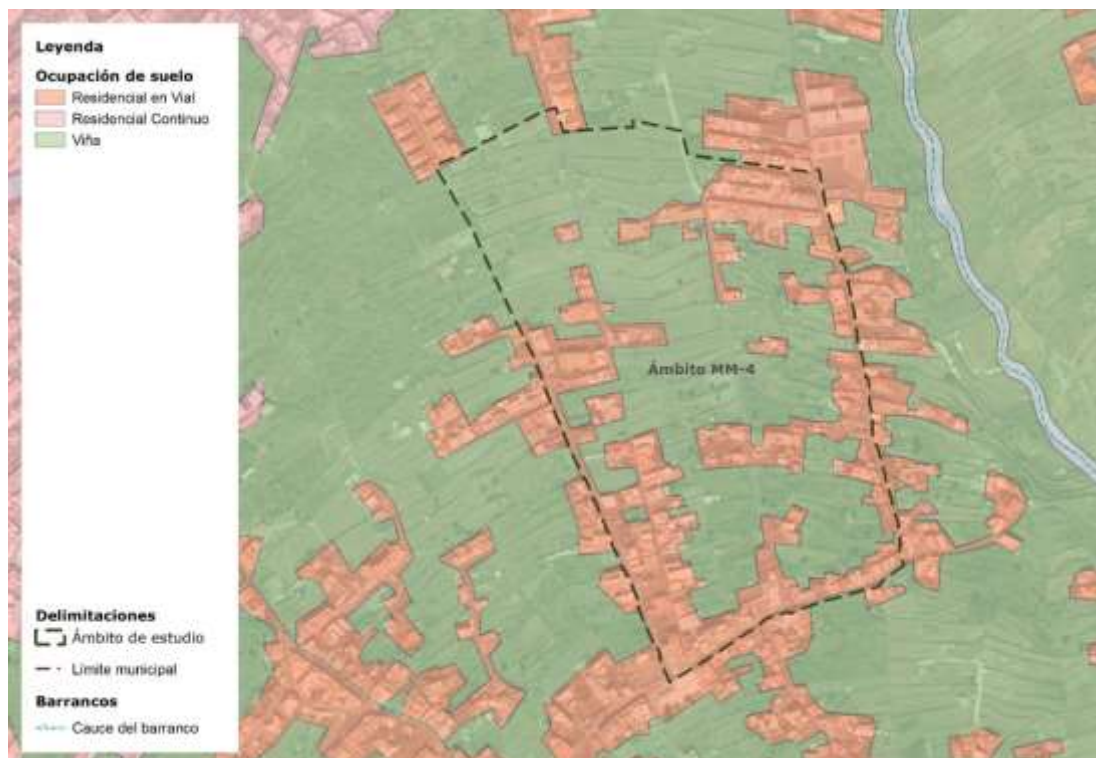 Leyenda
Ocupación de suelo
Residencial en Vial
Residencial Continuo
Viña
Ámbito MM-4
Delimitaciones
Ámbito de estudio
Límite municipal
Barrancos
Cauce del barranco